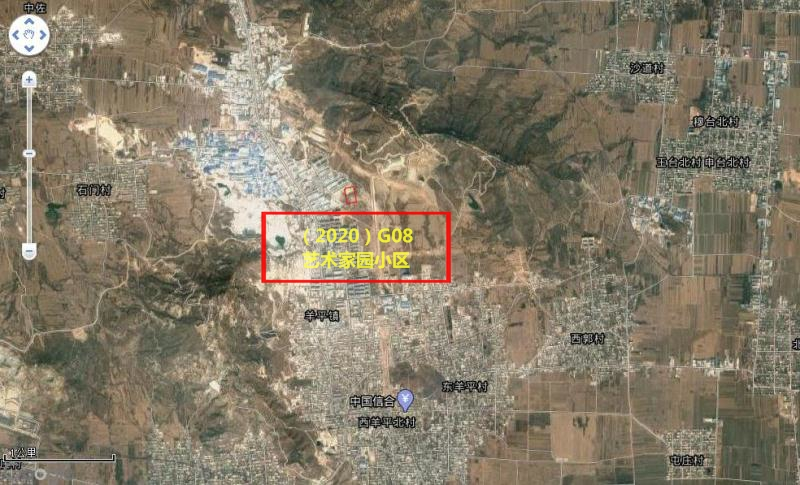 中佐
沙涧村
柳台北村
王台北村
申台北村
石门村
（2020）G08
艺术家园小区
羊平镇
西郭村
东羊平村
中国信合
西羊平北村
屯庄村
1公里